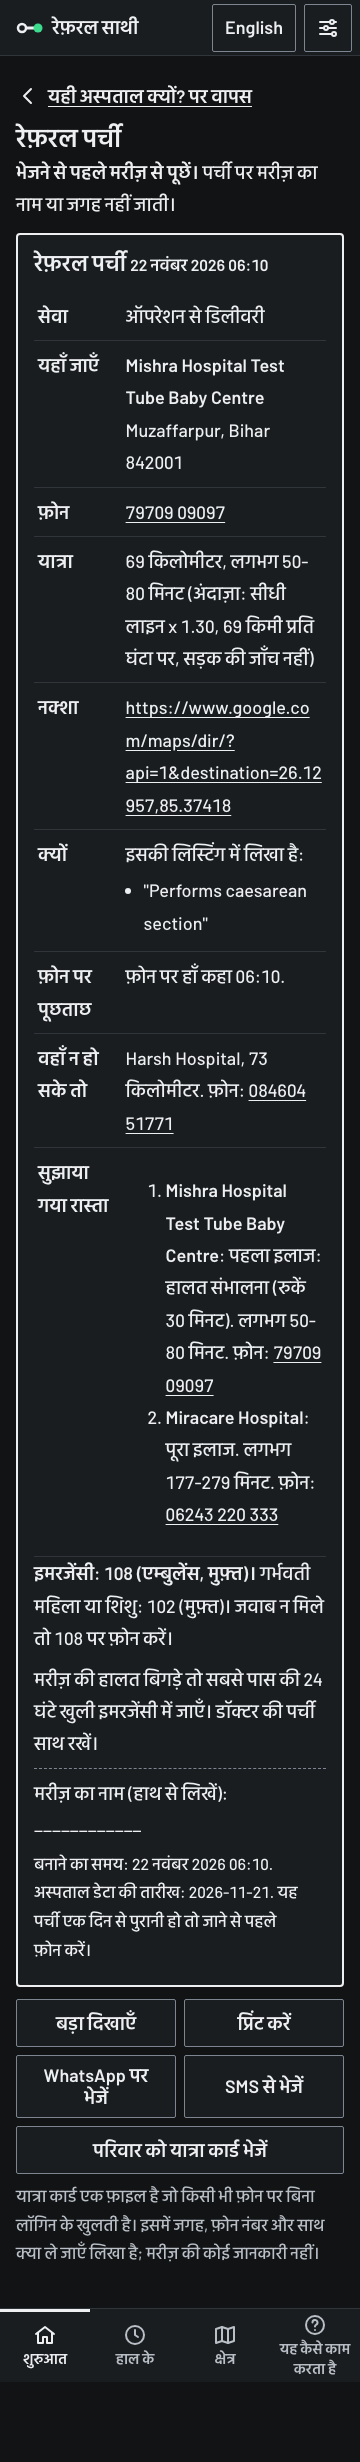 रेफ़रल साथी
English
यही अस्पताल क्यों? पर वापस
रेफ़रल पर्ची
भेजने से पहले मरीज़ से पूछें। पर्ची पर मरीज़ का
नाम या जगह नहीं जाती।
रेफ़रल पर्ची 22 नवंबर 2026 06:10
सेवा
ऑपरेशन से डिलीवरी
यहाँ जाएँ
Mishra Hospital Test
Tube Baby Centre
Muzaffarpur, Bihar
842001
फ़ोन
79709 09097
यात्रा
69 किलोमीटर, लगभग 50-
80 मिनट (अंदाज़ा: सीधी
लाइन x 1.30, 69 किमी प्रति
घंटा पर, सड़क की जाँच नहीं)
नक्शा
https://www.google.co
m/maps/dir/?
api=1&destination=26.12
957,85.37418
क्यों
इसकी लिस्टिंग में लिखा है:
• "Performs caesarean
section"
फ़ोन पर
पूछताछ
फ़ोन पर हाँ कहा 06:10.
वहाँ न हो
सके तो
Harsh Hospital, 73
किलोमीटर. फ़ोन: 084604
51771
सुझाया
गया रास्ता
1. Mishra Hospital
Test Tube Baby
Centre: पहला इलाज:
हालत संभालना (रुकें
30 मिनट). लगभग 50-
80 मिनट. फ़ोन: 79709
09097
2. Miracare Hospital:
पूरा इलाज. लगभग
177-279 मिनट. फ़ोन:
06243 220 333
इमरजेंसी: 108 (एम्बुलेंस, मुफ़्त)। गर्भवती
महिला या शिशु: 102 (मुफ़्त)। जवाब न मिले
तो 108 पर फ़ोन करें।
मरीज़ की हालत बिगड़े तो सबसे पास की 24
घंटे खुली इमरजेंसी में जाएँ। डॉक्टर की पर्ची
साथ रखें।
मरीज़ का नाम (हाथ से लिखें):
____________
बनाने का समय: 22 नवंबर 2026 06:10.
अस्पताल डेटा की तारीख: 2026-11-21. यह
पर्ची एक दिन से पुरानी हो तो जाने से पहले
फ़ोन करें।
बड़ा दिखाएँ
प्रिंट करें
WhatsApp पर
भेजें
SMS से भेजें
परिवार को यात्रा कार्ड भेजें
यात्रा कार्ड एक फ़ाइल है जो किसी भी फ़ोन पर बिना
लॉगिन के खुलती है। इसमें जगह, फ़ोन नंबर और साथ
क्या ले जाएँ लिखा है; मरीज़ की कोई जानकारी नहीं।
शुरुआत
हाल के
क्षेत्र
यह कैसे काम
करता है